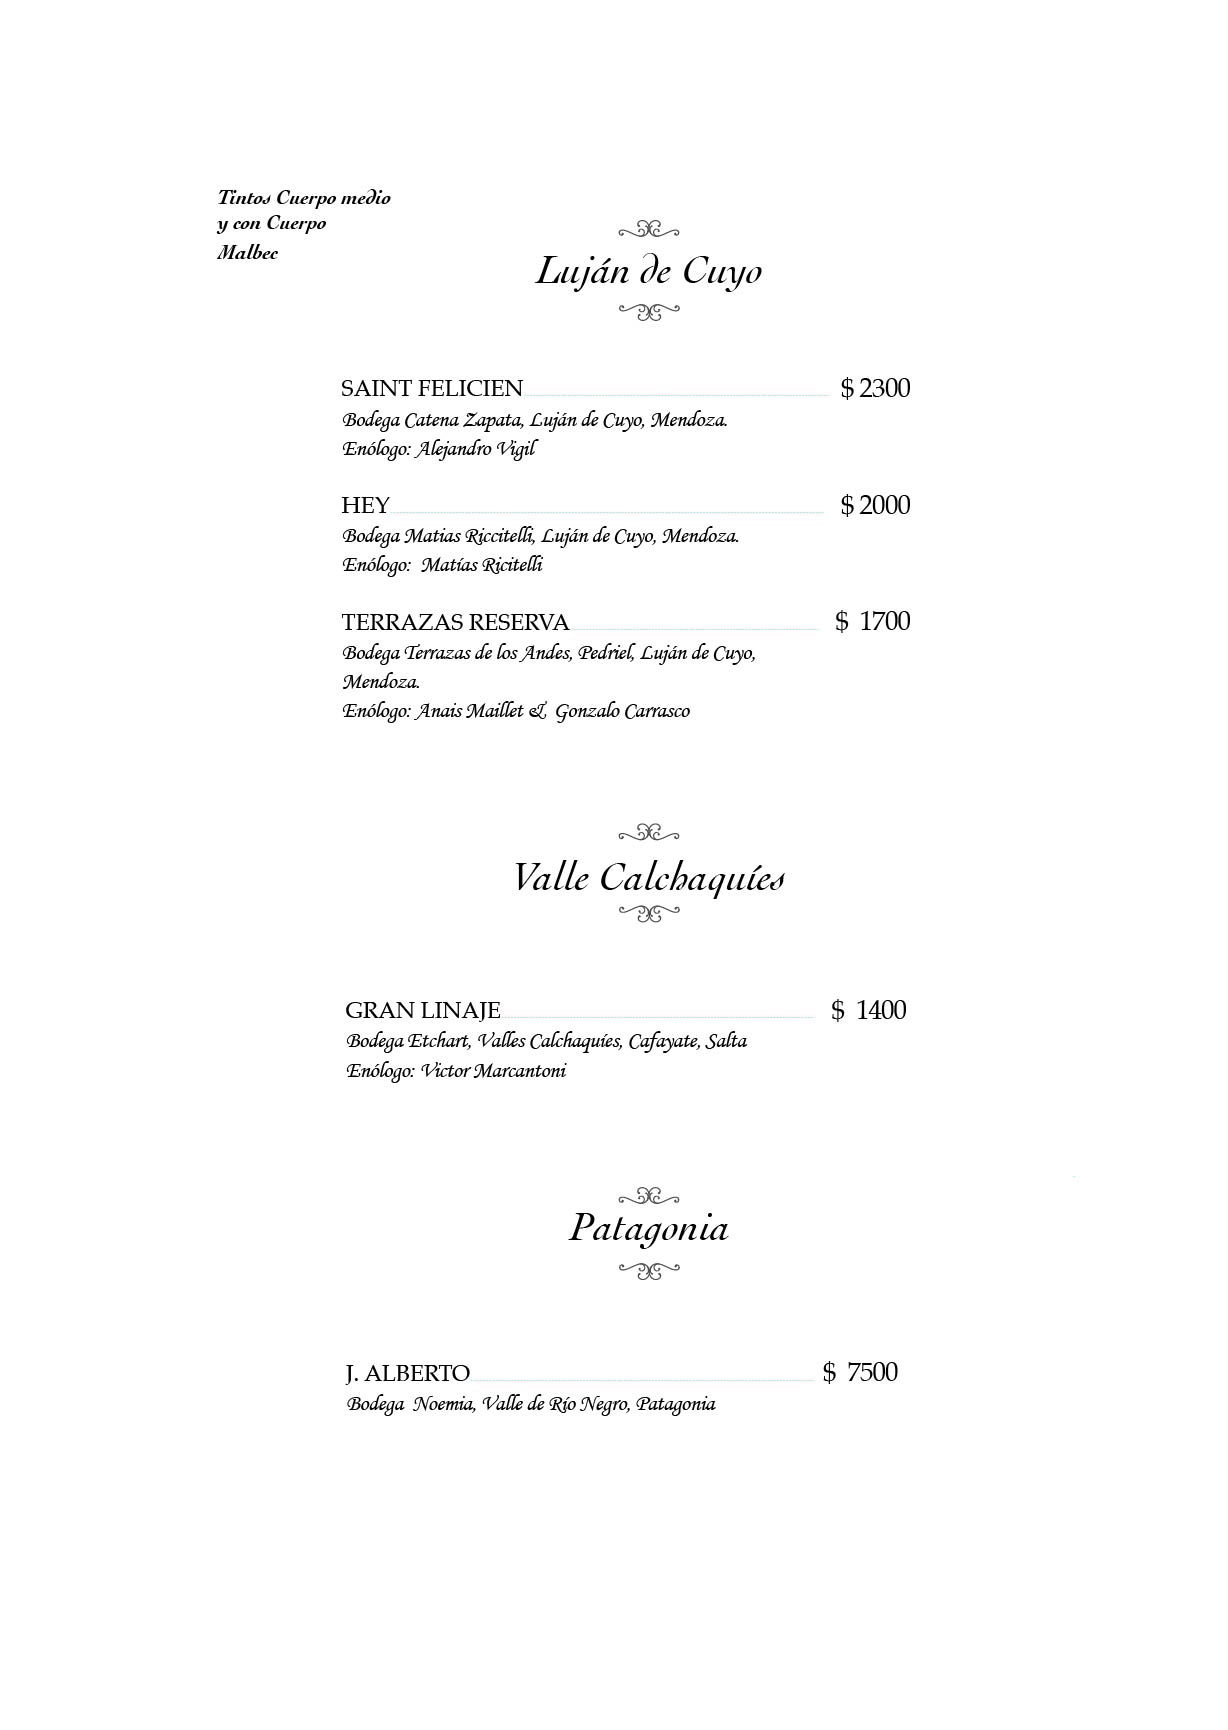 Tintos Cuerpo medio
y con Cuerpo
Malbec
Luján de Cuyo
SAINT FELICIEN $ 2300
Bodega Catena Zapata, Luján de Cuyo, Mendoza.
Enólogo: Alejandro Vigil
HEY $ 2000
Bodega Matias Riccitelli, Luján de Cuyo, Mendoza.
Enólogo: Matías Ricitelli
TERRAZAS RESERVA $ 1700
Bodega Terrazas de los Andes, Pedriel, Luján de Cuyo,
Mendoza.
Enólogo: Anais Maillet & Gonzalo Carrasco
Valle Calchaquíes
GRAN LINAJE $ 1400
Bodega Etchart, Valles Calchaquíes, Cafayate, Salta
Enólogo: Victor Marcantoni
Patagonia
J. ALBERTO $ 7500
Bodega Noemia, Valle de Río Negro, Patagonia